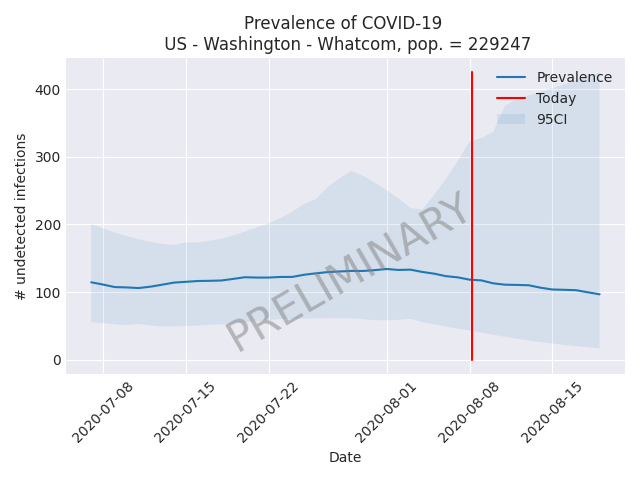 Prevalence of COVID-19
US - Washington - Whatcom, pop. = 229247
# undetected infections
400
300
200
100
0
Prevalence
Today
95CI
PRELIMINARY
2020-07-08
2020-07-15
2020-07-22
2020-08-01
2020-08-08
2020-08-15
Date